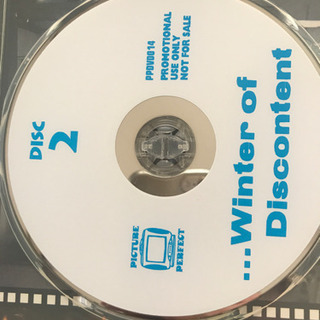 ...Winter of
Discontent
PPDVD014
PROMOTIONAL
USE ONLY
NOT FOR SALE
DISC
2
PICTURE
PERFECT